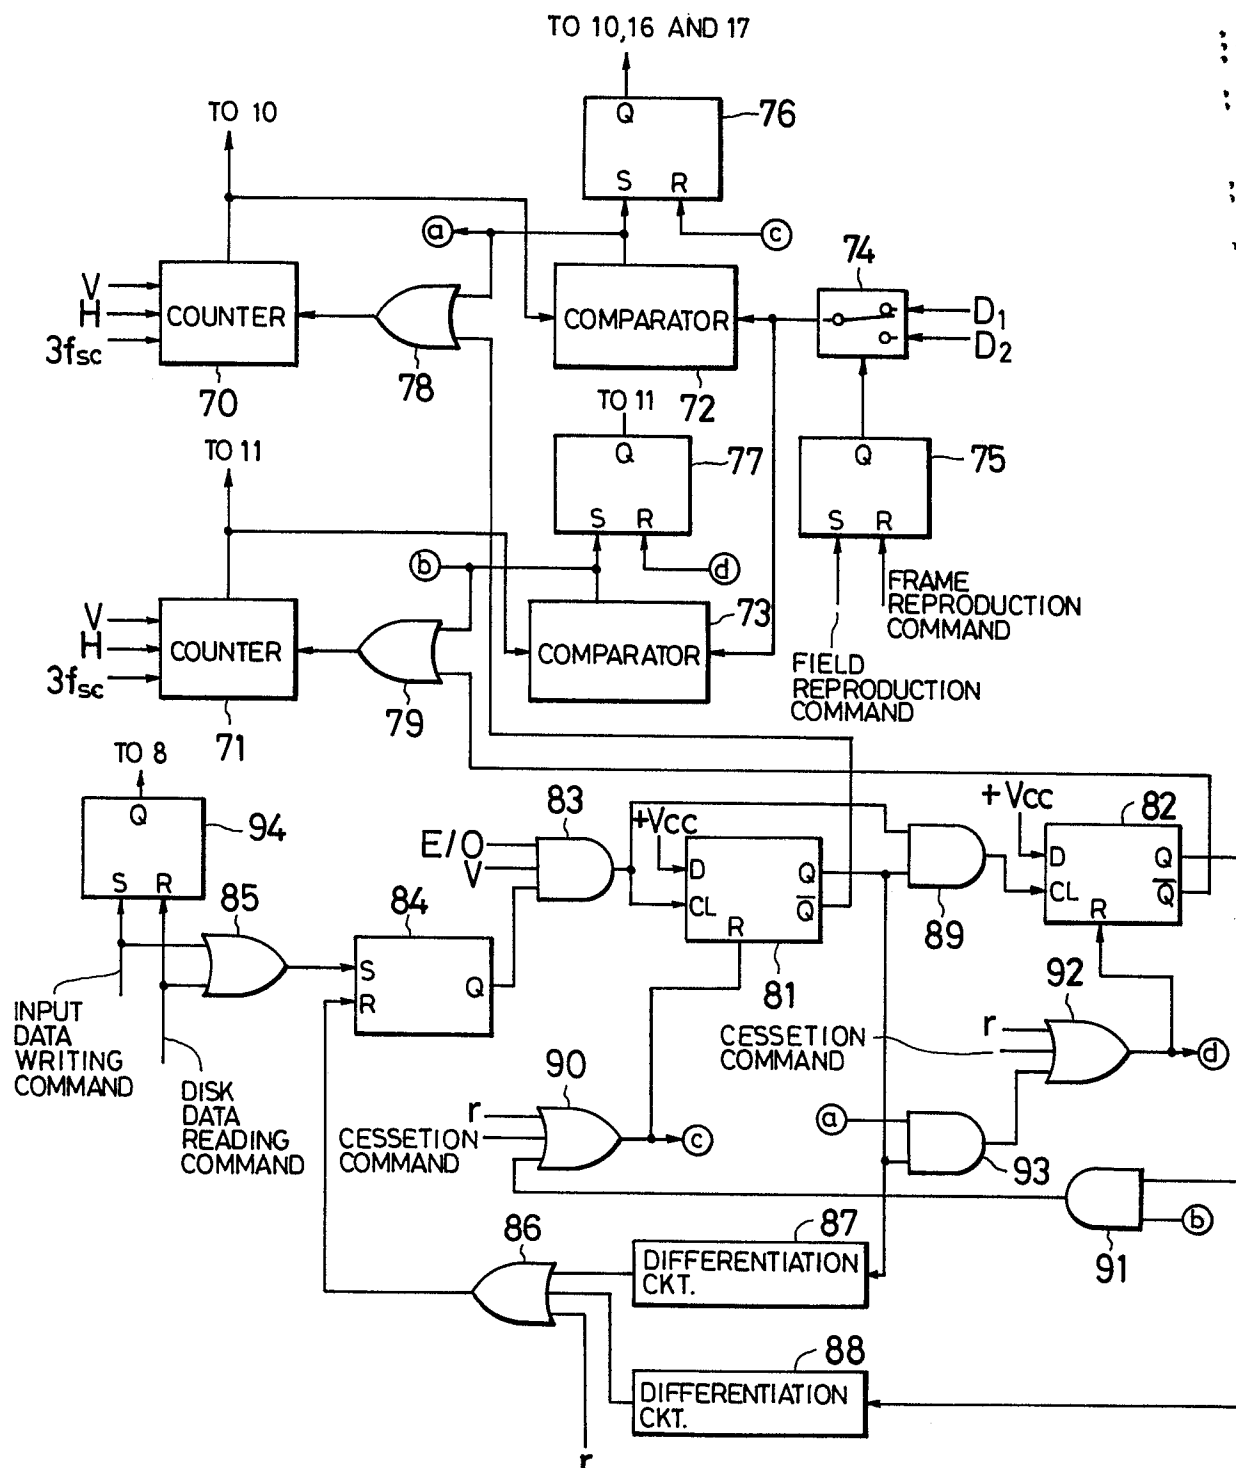 TO 10,16 AND 17
Q
76
S R
TO 10
a
c
74
V
H
3fsc
COUNTER
COMPARATOR
D1
D2
70
78
72
TO 11
TO 11
Q
77
S R
Q
75
S R
b
d
FRAME
REPRODUCTION
COMMAND
V
H
3fsc
COUNTER
73
COMPARATOR
FIELD
REPRODUCTION
COMMAND
71
79
TO 8
Q
94
S R
83
E/O
V
+Vcc
D Q
CL Q
R
81
89
+Vcc
82
D Q
CL Q
R
85
84
S
R
Q
INPUT
DATA
WRITING
COMMAND
DISK
DATA
READING
COMMAND
92
r
CESSETION
COMMAND
d
90
r
CESSETION
COMMAND
c
a
93
b
91
86
87
DIFFERENTIATION
CKT.
88
DIFFERENTIATION
CKT.
r